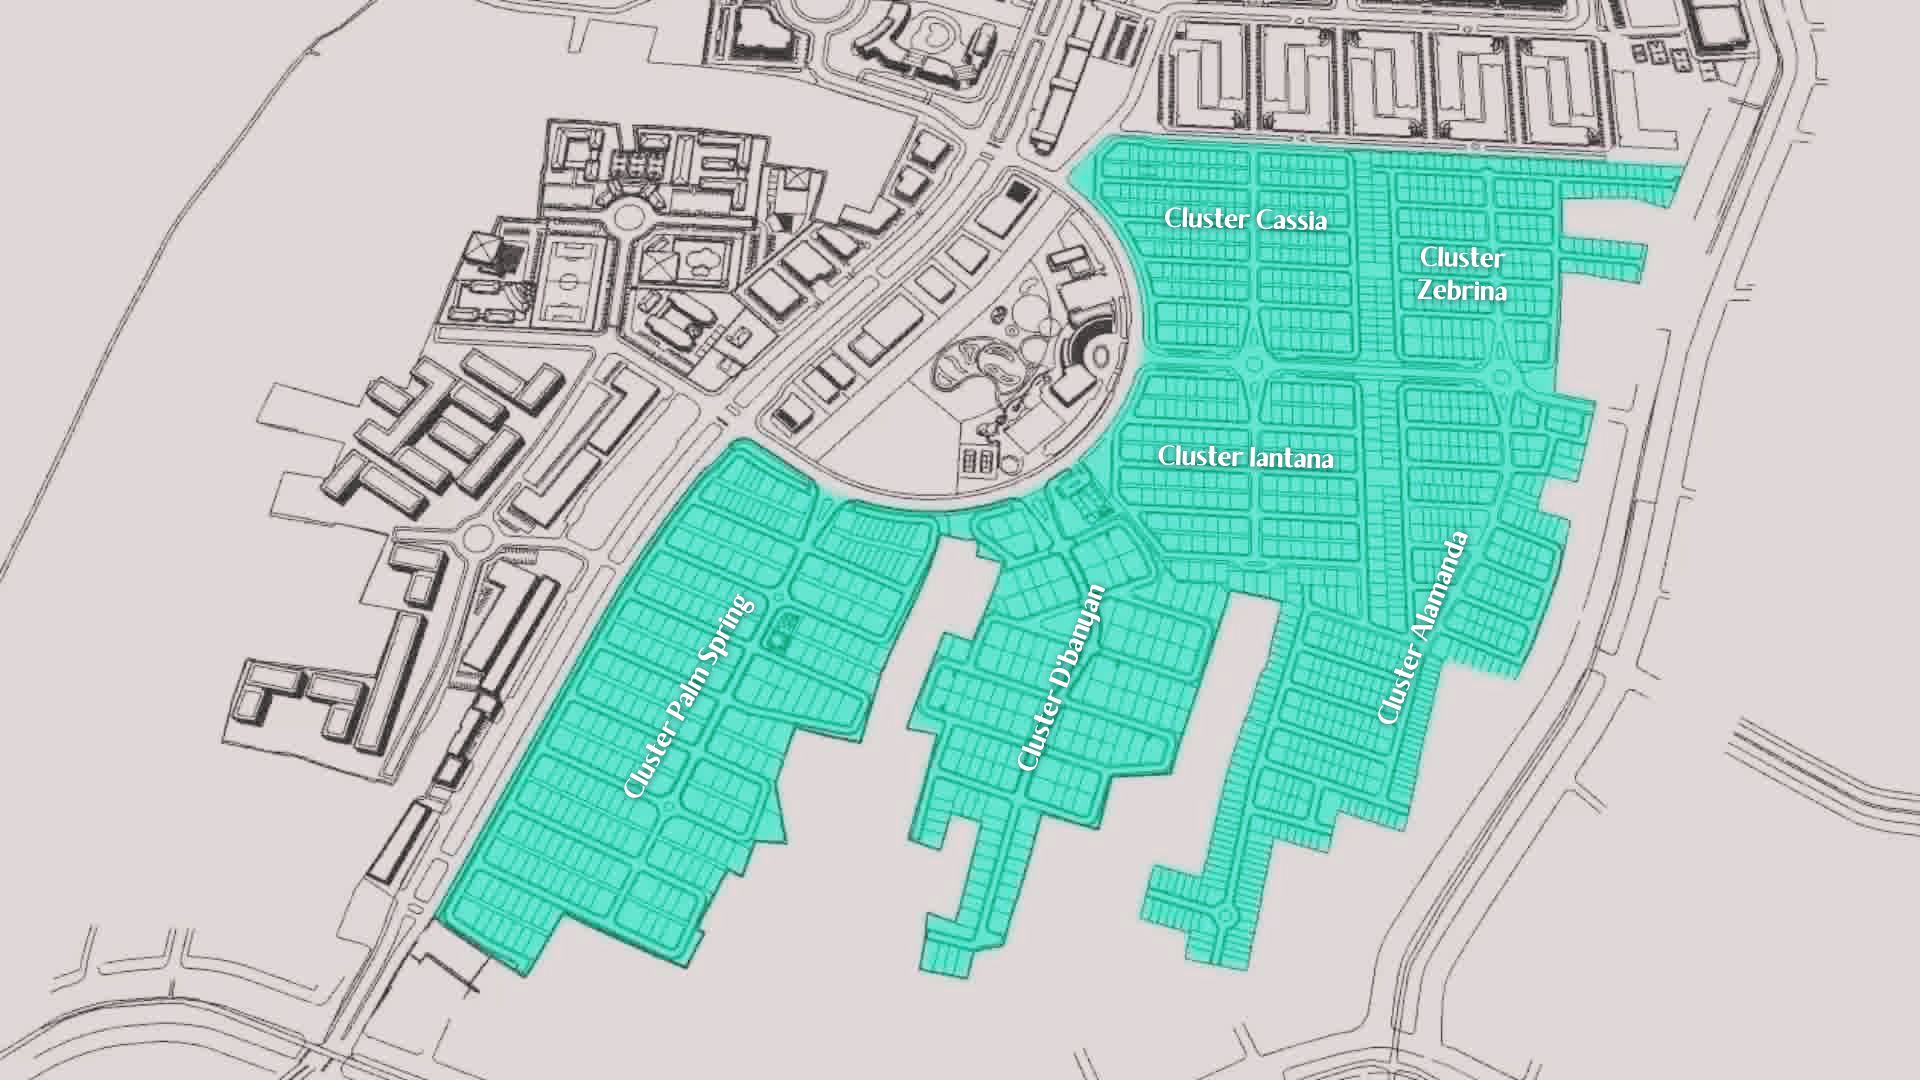 Cluster Cassia
Cluster
Zebrina
Cluster lantana
Cluster Alamanda
Cluster D'banyan
Cluster Palm Spring